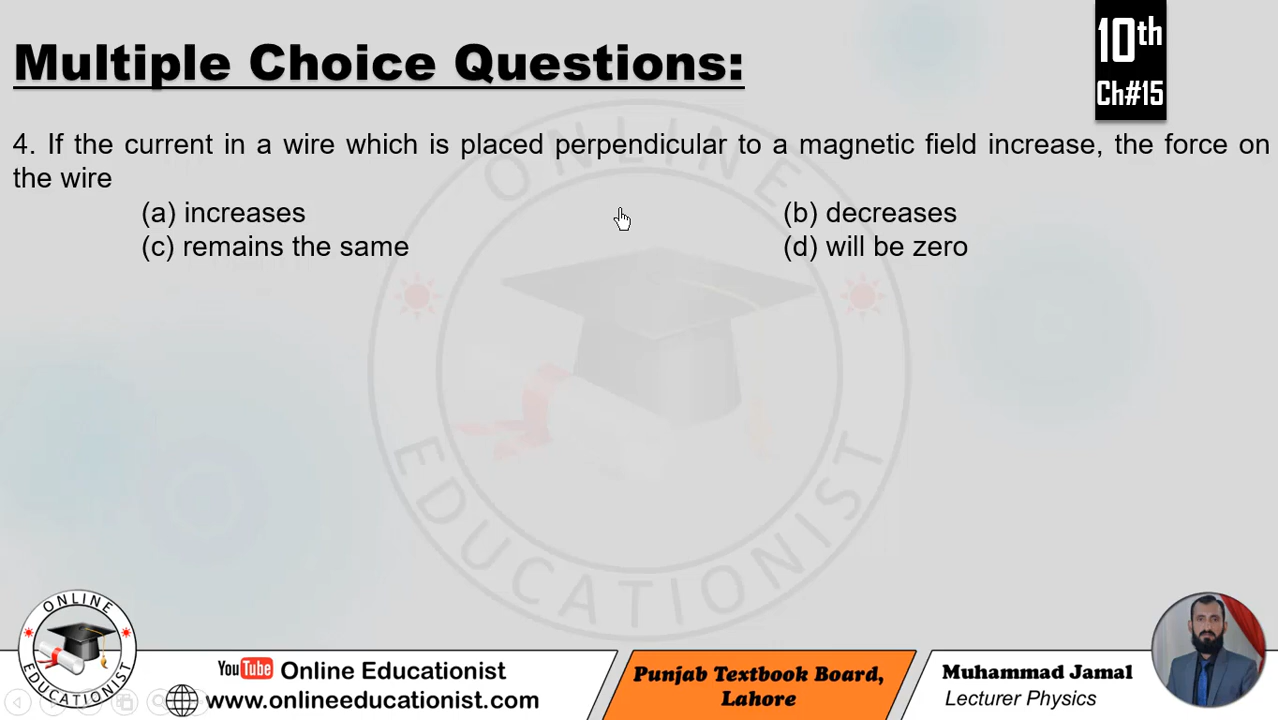 Multiple Choice Questions:
10th
Ch#15
4. If the current in a wire which is placed perpendicular to a magnetic field increase, the force on
the wire
(a) increases (b) decreases
(c) remains the same (d) will be zero
ONLINE
EDUCATIONIST
ONLINE
EDUCATIONIST
YouTube Online Educationist
www.onlineeducationist.com
Punjab Textbook Board,
Lahore
Muhammad Jamal
Lecturer Physics